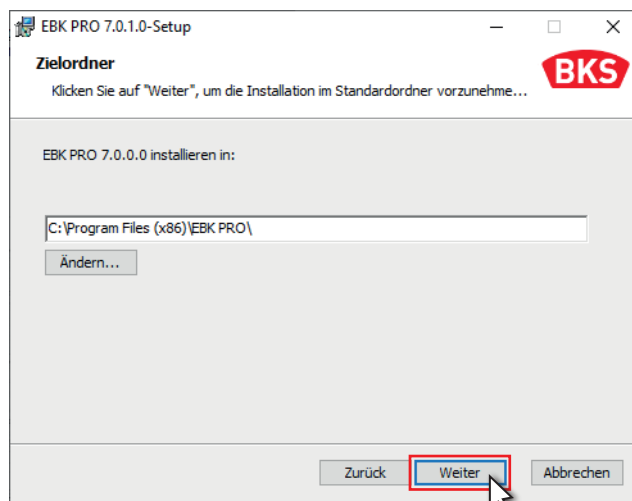 EBK PRO 7.0.1.0-Setup
Zielordner
BKS
Klicken Sie auf "Weiter", um die Installation im Standardordner vorzunehme...
EBK PRO 7.0.0.0 installieren in:
C:\Program Files (x86)\EBK PRO\
Ändern...
Zurück Weiter Abbrechen